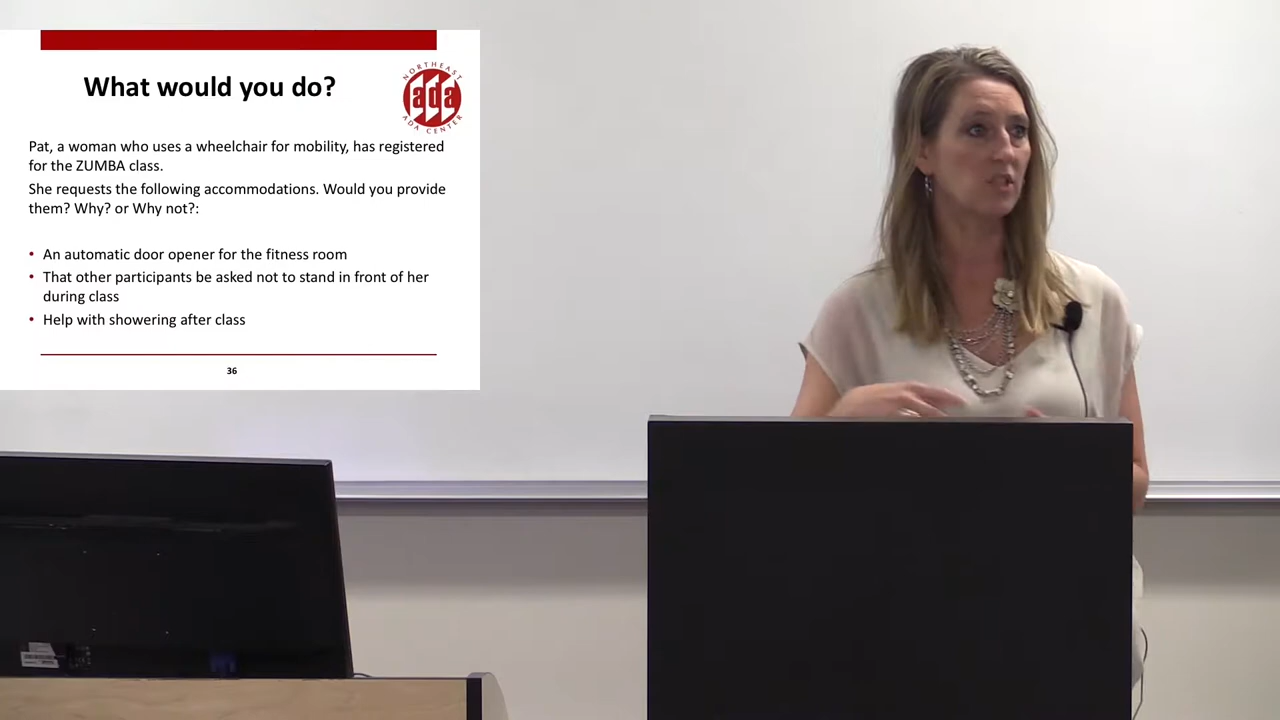 What would you do?
NORTHEAST
ada
ADA CENTER
Pat, a woman who uses a wheelchair for mobility, has registered
for the ZUMBA class.
She requests the following accommodations. Would you provide
them? Why? or Why not?:
• An automatic door opener for the fitness room
• That other participants be asked not to stand in front of her
during class
• Help with showering after class
36